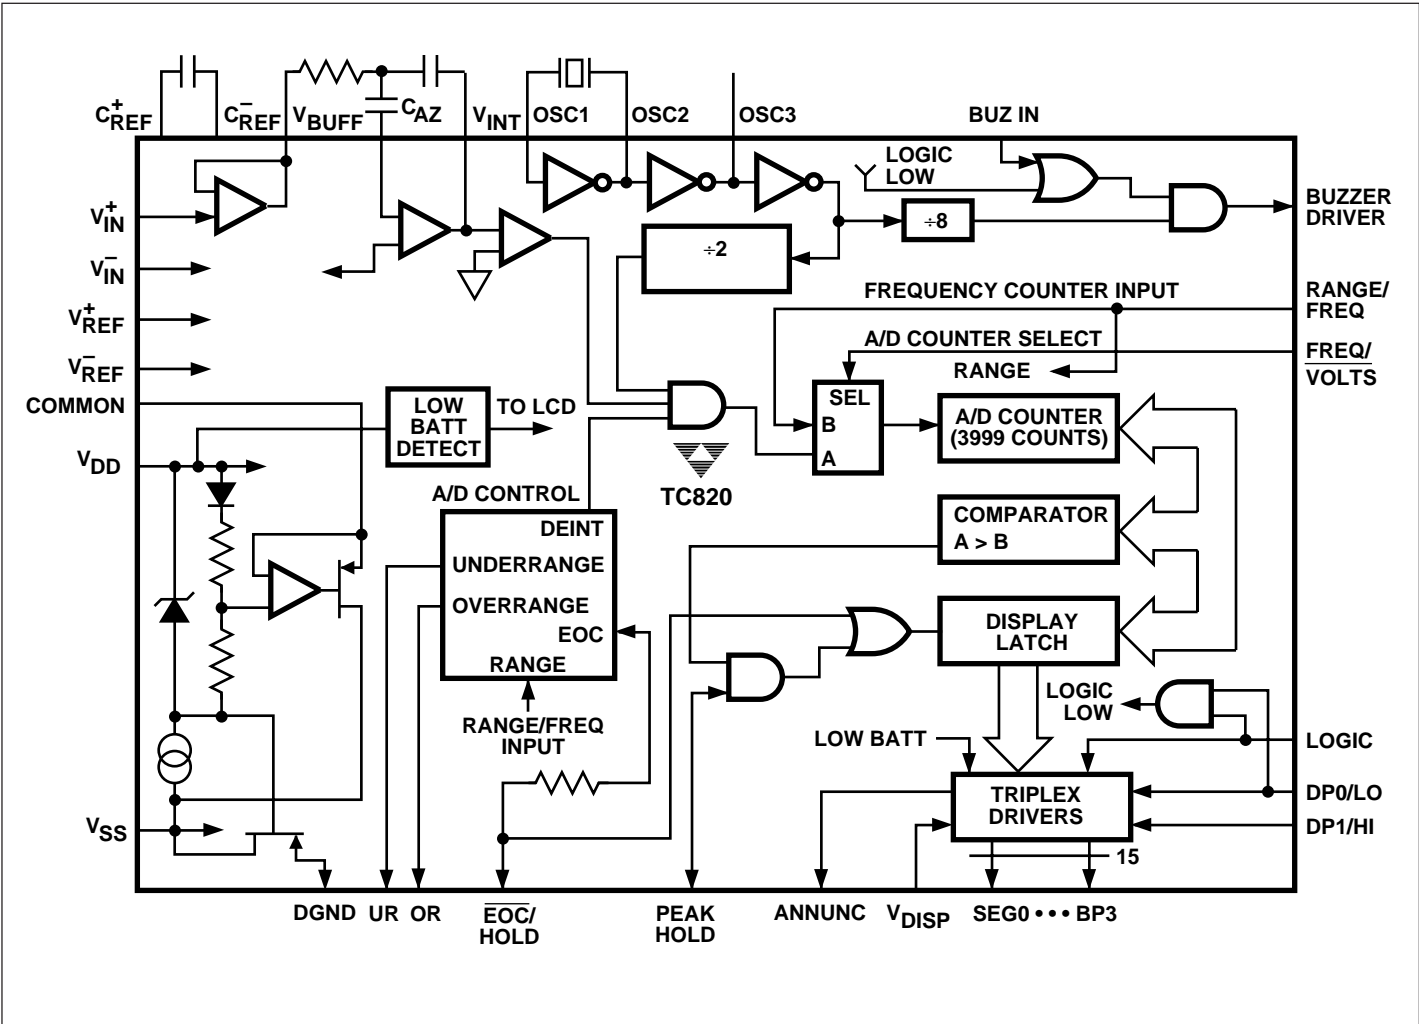 C+REF
C−REF
VBUFF
CAZ
VINT
OSC1
OSC2
OSC3
BUZ IN
LOGIC
LOW
V+IN
V−IN
V+REF
V−REF
COMMON
VDD
VSS
÷2
÷8
BUZZER
DRIVER
FREQUENCY COUNTER INPUT
RANGE/
FREQ
A/D COUNTER SELECT
RANGE
FREQ/
VOLTS
LOW
BATT
DETECT
TO LCD
SEL
B
A
A/D COUNTER
(3999 COUNTS)
TC820
A/D CONTROL
DEINT
UNDERRANGE
OVERRANGE
EOC
RANGE
RANGE/FREQ
INPUT
COMPARATOR
A > B
DISPLAY
LATCH
LOGIC
LOW
LOW BATT
TRIPLEX
DRIVERS
LOGIC
DP0/LO
DP1/HI
15
DGND
UR
OR
EOC/
HOLD
PEAK
HOLD
ANNUNC
VDISP
SEG0 • • • BP3